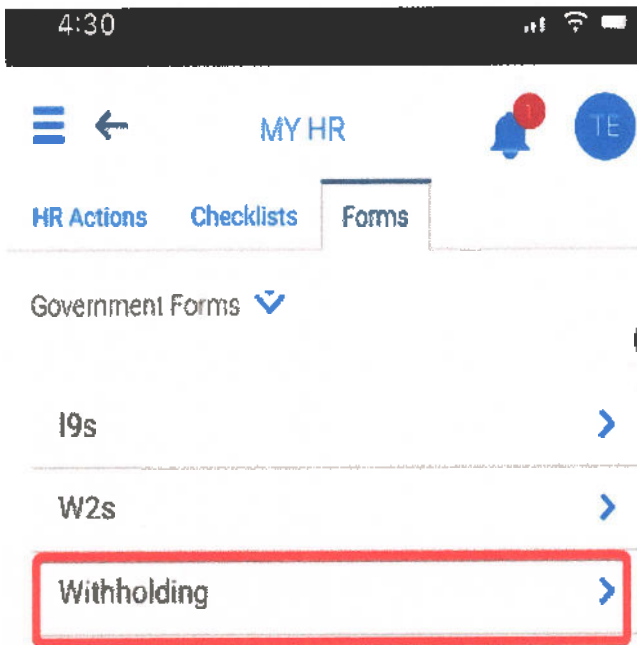 4:30
MY HR
1
TE
HR Actions Checklists Forms
Government Forms
I9s
W2s
Withholding